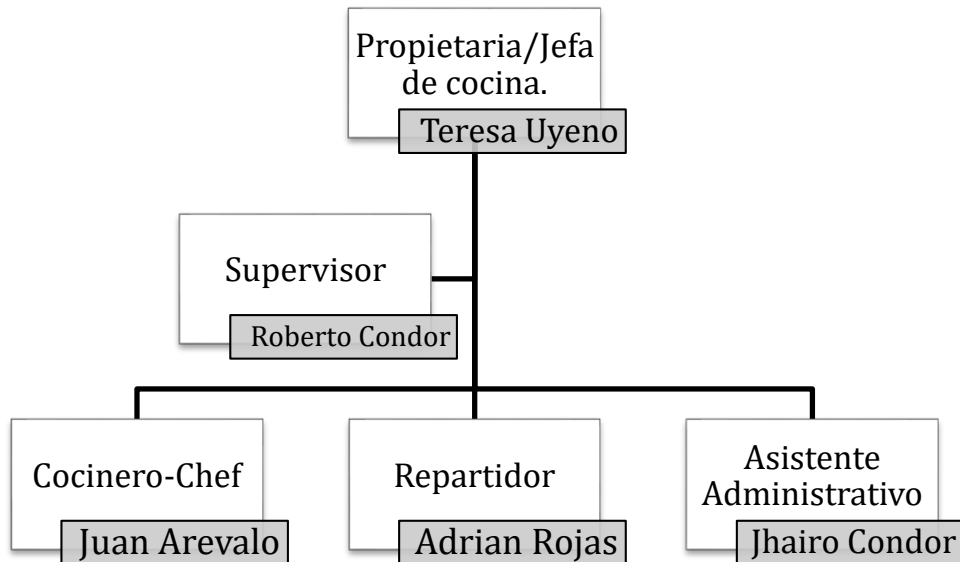 Propietaria/Jefa
de cocina.
Teresa Uyeno
Supervisor
Roberto Condor
Cocinero-Chef
Juan Arevalo
Repartidor
Adrian Rojas
Asistente
Administrativo
Jhairo Condor